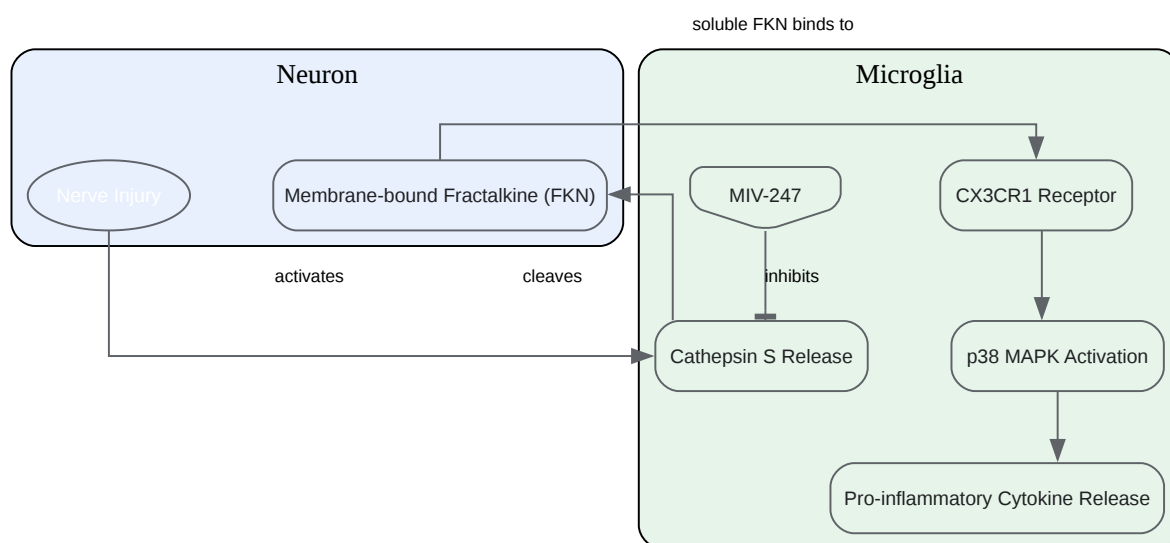 soluble FKN binds to
Neuron
Microglia
Nerve Injury
Membrane-bound Fractalkine (FKN)
MIV-247
CX3CR1 Receptor
activates
cleaves
inhibits
Cathepsin S Release
p38 MAPK Activation
Pro-inflammatory Cytokine Release